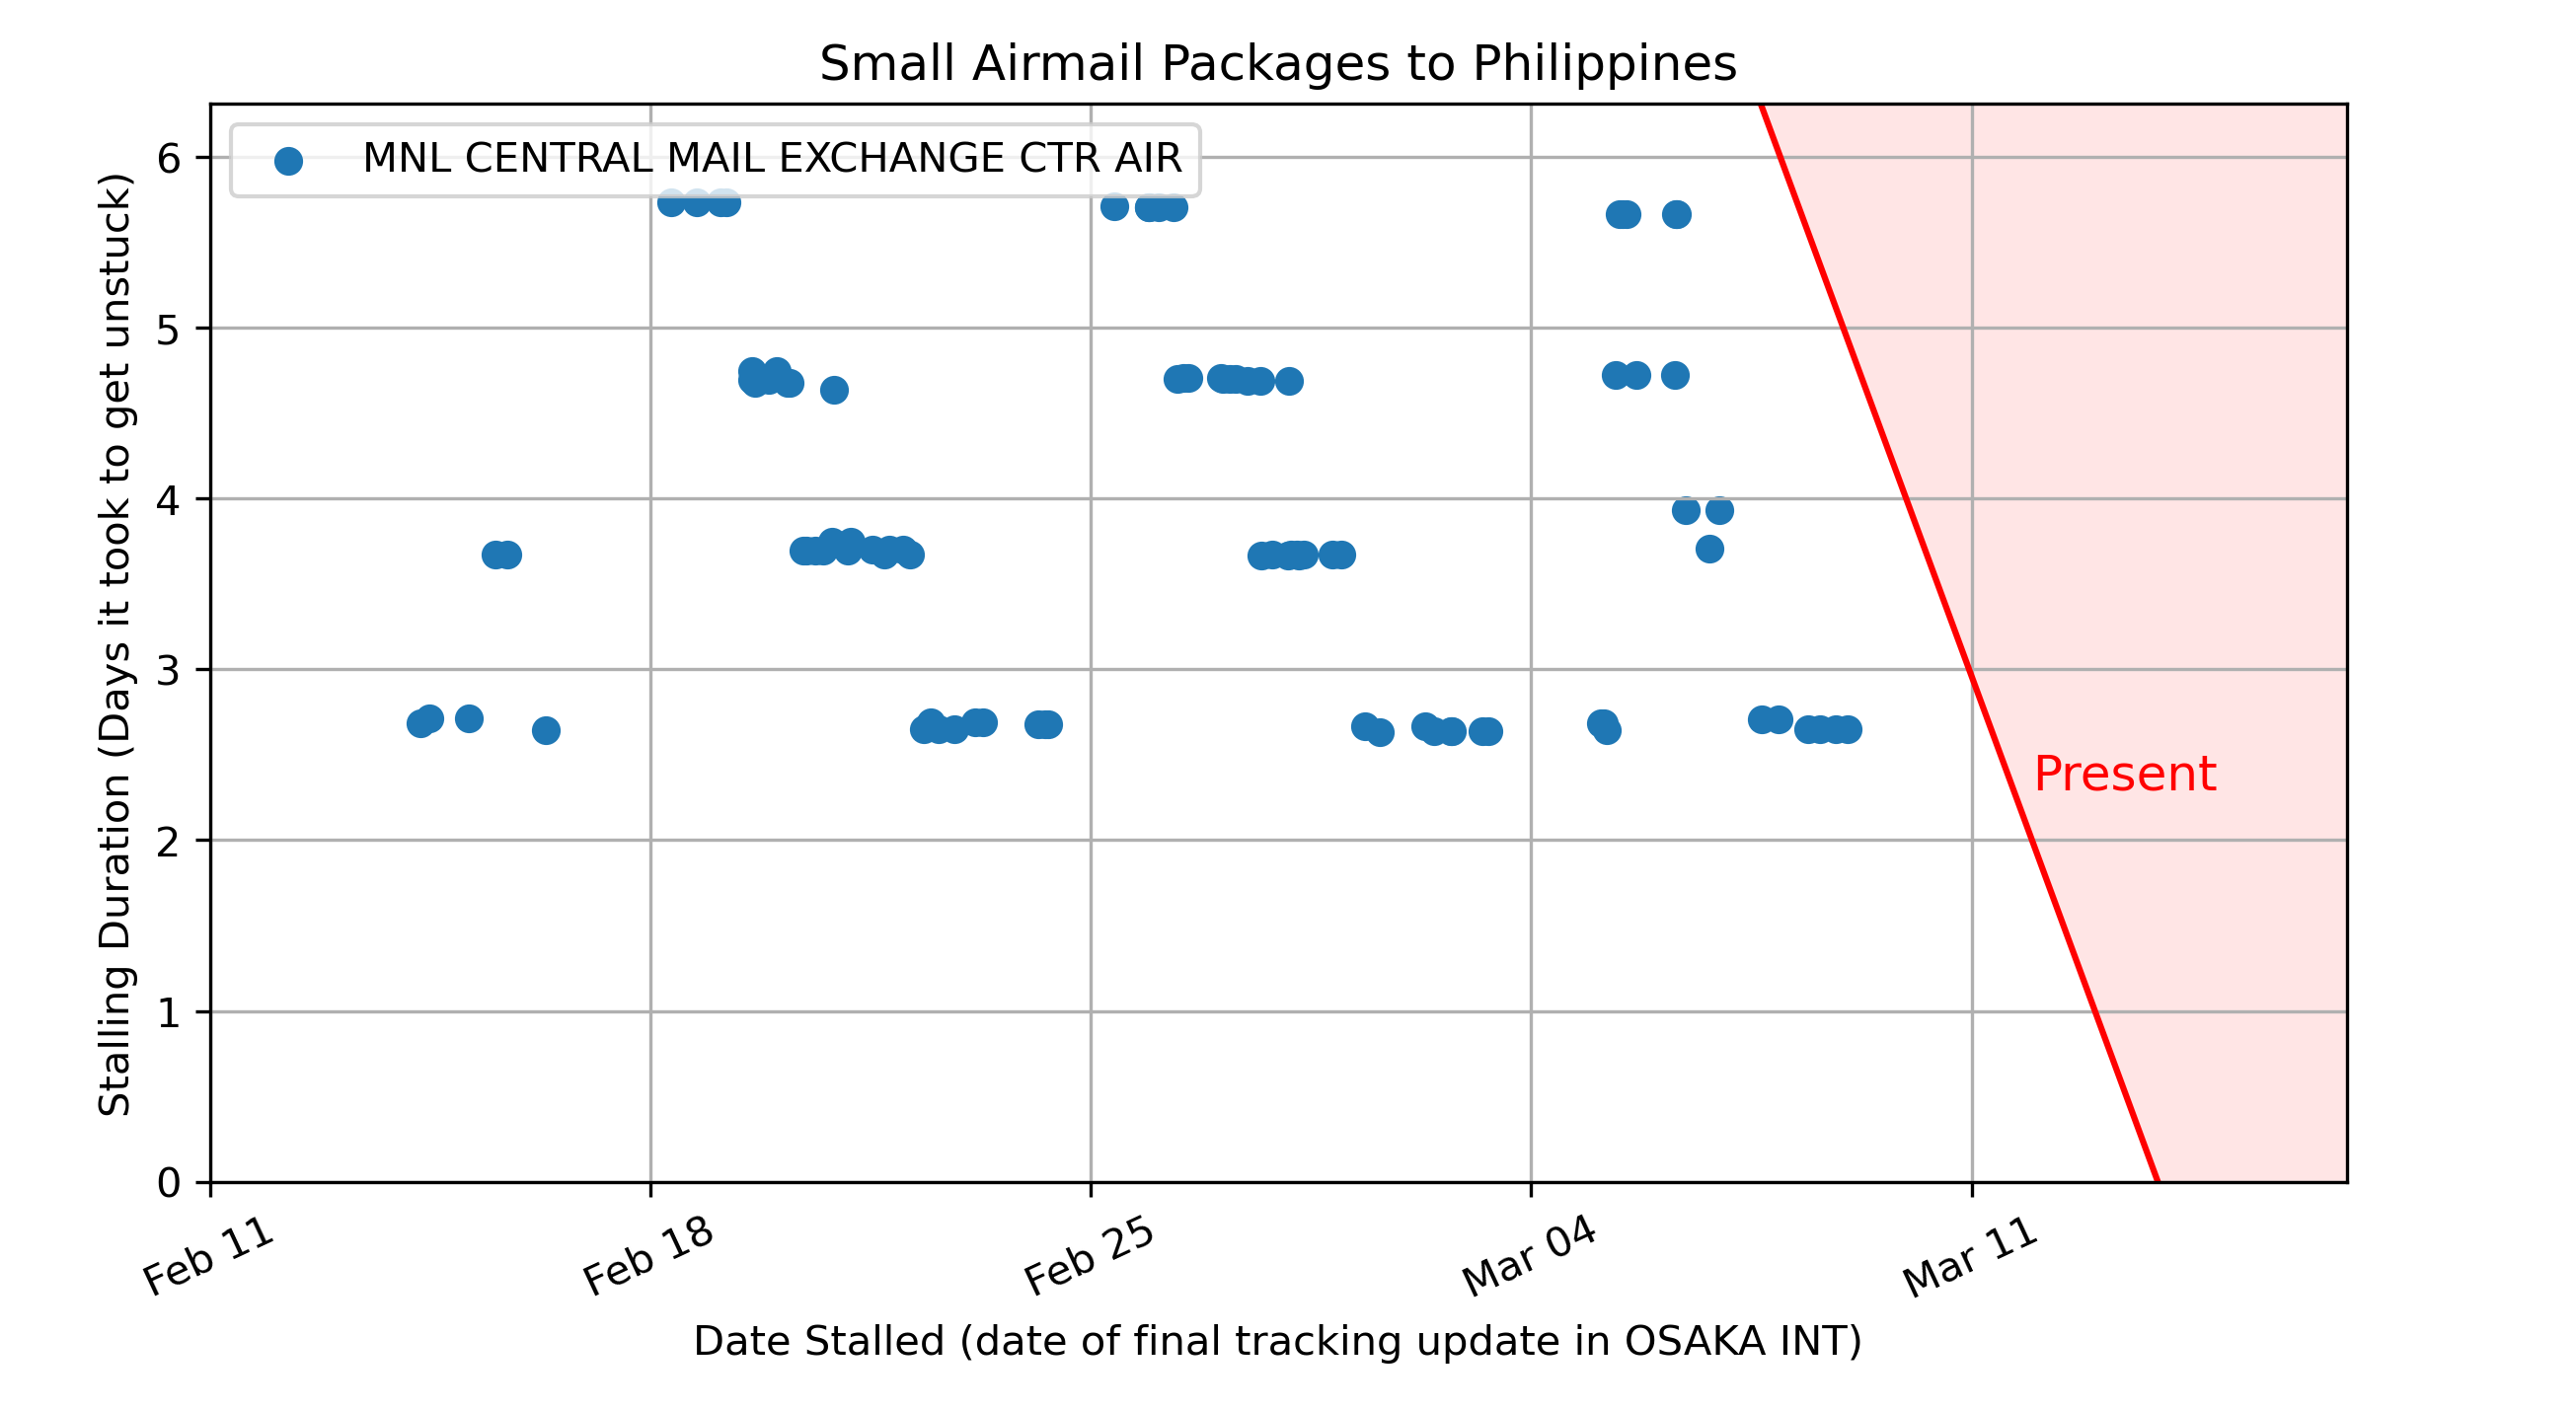 Small Airmail Packages to Philippines
MNL CENTRAL MAIL EXCHANGE CTR AIR
Stalling Duration (Days it took to get unstuck)
6
5
4
3
2
1
0
Present
Feb 11
Feb 18
Feb 25
Mar 04
Mar 11
Date Stalled (date of final tracking update in OSAKA INT)